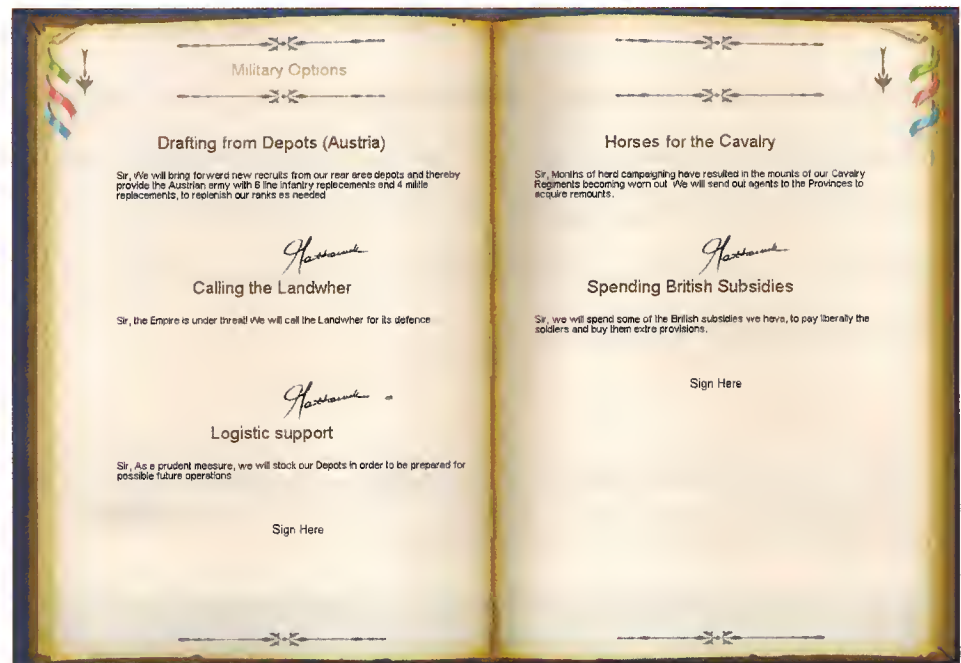 Military Options
Drafting from Depots (Austria)
Sir, We will bring forward new recruits from our rear area depots and thereby
provide the Austrian army with 6 line infantry replacements and 4 militie
replacements, to replenish our ranks as needed
Calling the Landwher
Sir, the Empire is under threat! We will call the Landwher for its defence
Logistic support
Sir, As a prudent measure, we will stock our Depots in order to be prepared for
possible future operations
Sign Here
Horses for the Cavalry
Sir, Months of hard campaigning have resulted in the mounts of our Cavalry
Regiments becoming worn out We will send out agents to the Provinces to
acquire remounts.
Spending British Subsidies
Sir, we will spend some of the British subsidies we have, to pay liberally the
soldiers and buy them extra provisions.
Sign Here